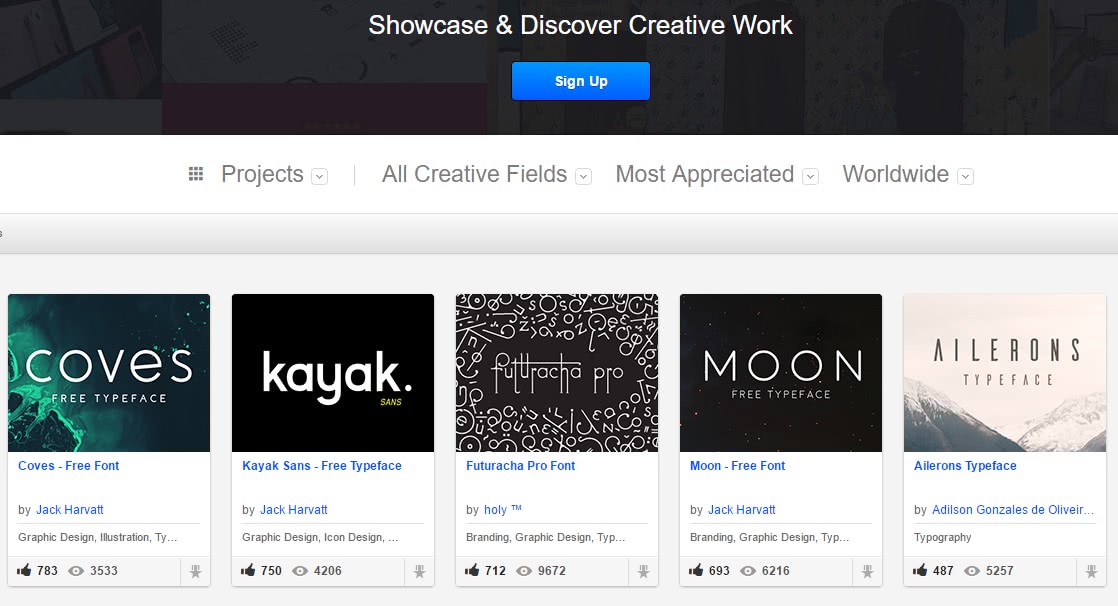 Showcase & Discover Creative Work
Sign Up
Projects All Creative Fields Most Appreciated Worldwide
s
COVES
FREE TYPEFACE
kayak.
SANS
futuracha pro
MOON
FREE TYPEFACE
AILERONS
TYPEFACE
Coves - Free Font
by Jack Harvatt
Graphic Design, Illustration, Ty...
783 3533
Kayak Sans - Free Typeface
by Jack Harvatt
Graphic Design, Icon Design, ...
750 4206
Futuracha Pro Font
by holy ™
Branding, Graphic Design, Typ...
712 9672
Moon - Free Font
by Jack Harvatt
Branding, Graphic Design, Typ...
693 6216
Ailerons Typeface
by Adilson Gonzales de Oliveir...
Typography
487 5257